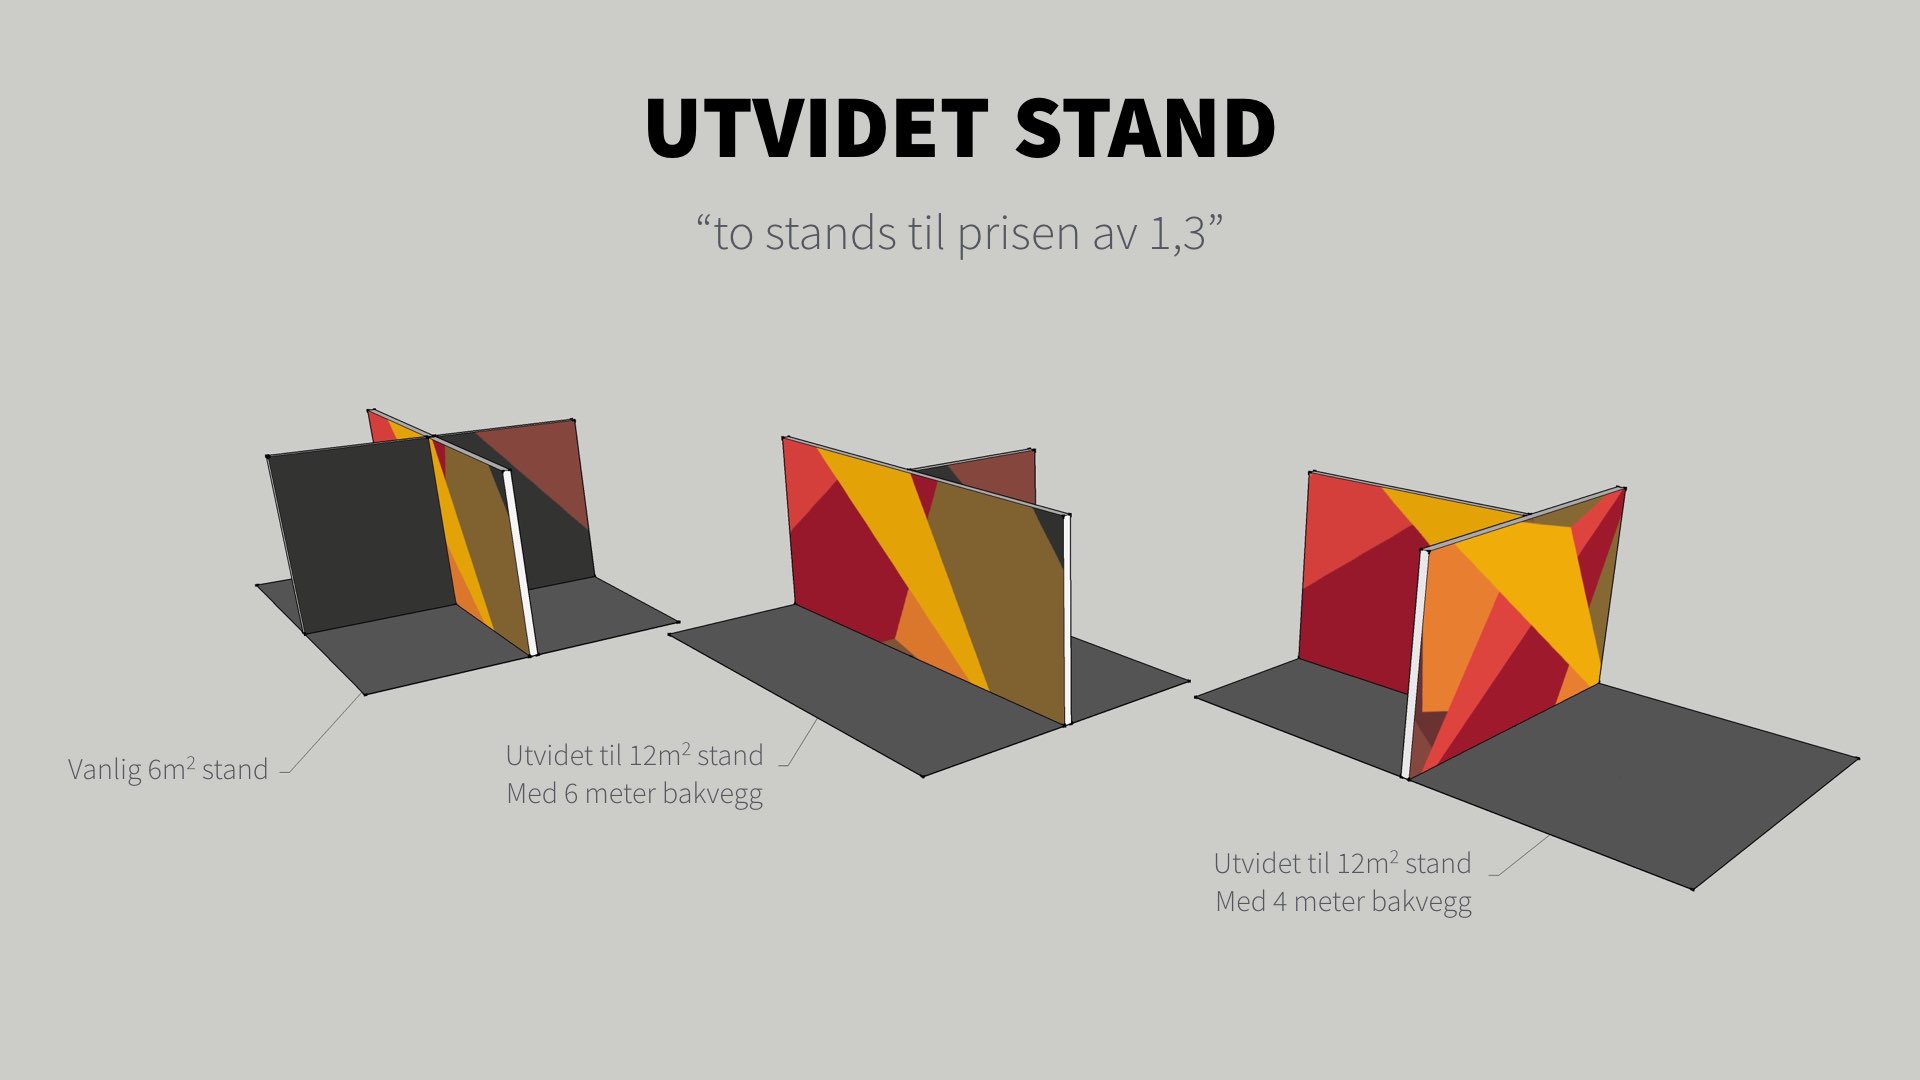 UTVIDET STAND
“to stands til prisen av 1,3”
Vanlig 6m² stand
Utvidet til 12m² stand
Med 6 meter bakvegg
Utvidet til 12m² stand
Med 4 meter bakvegg